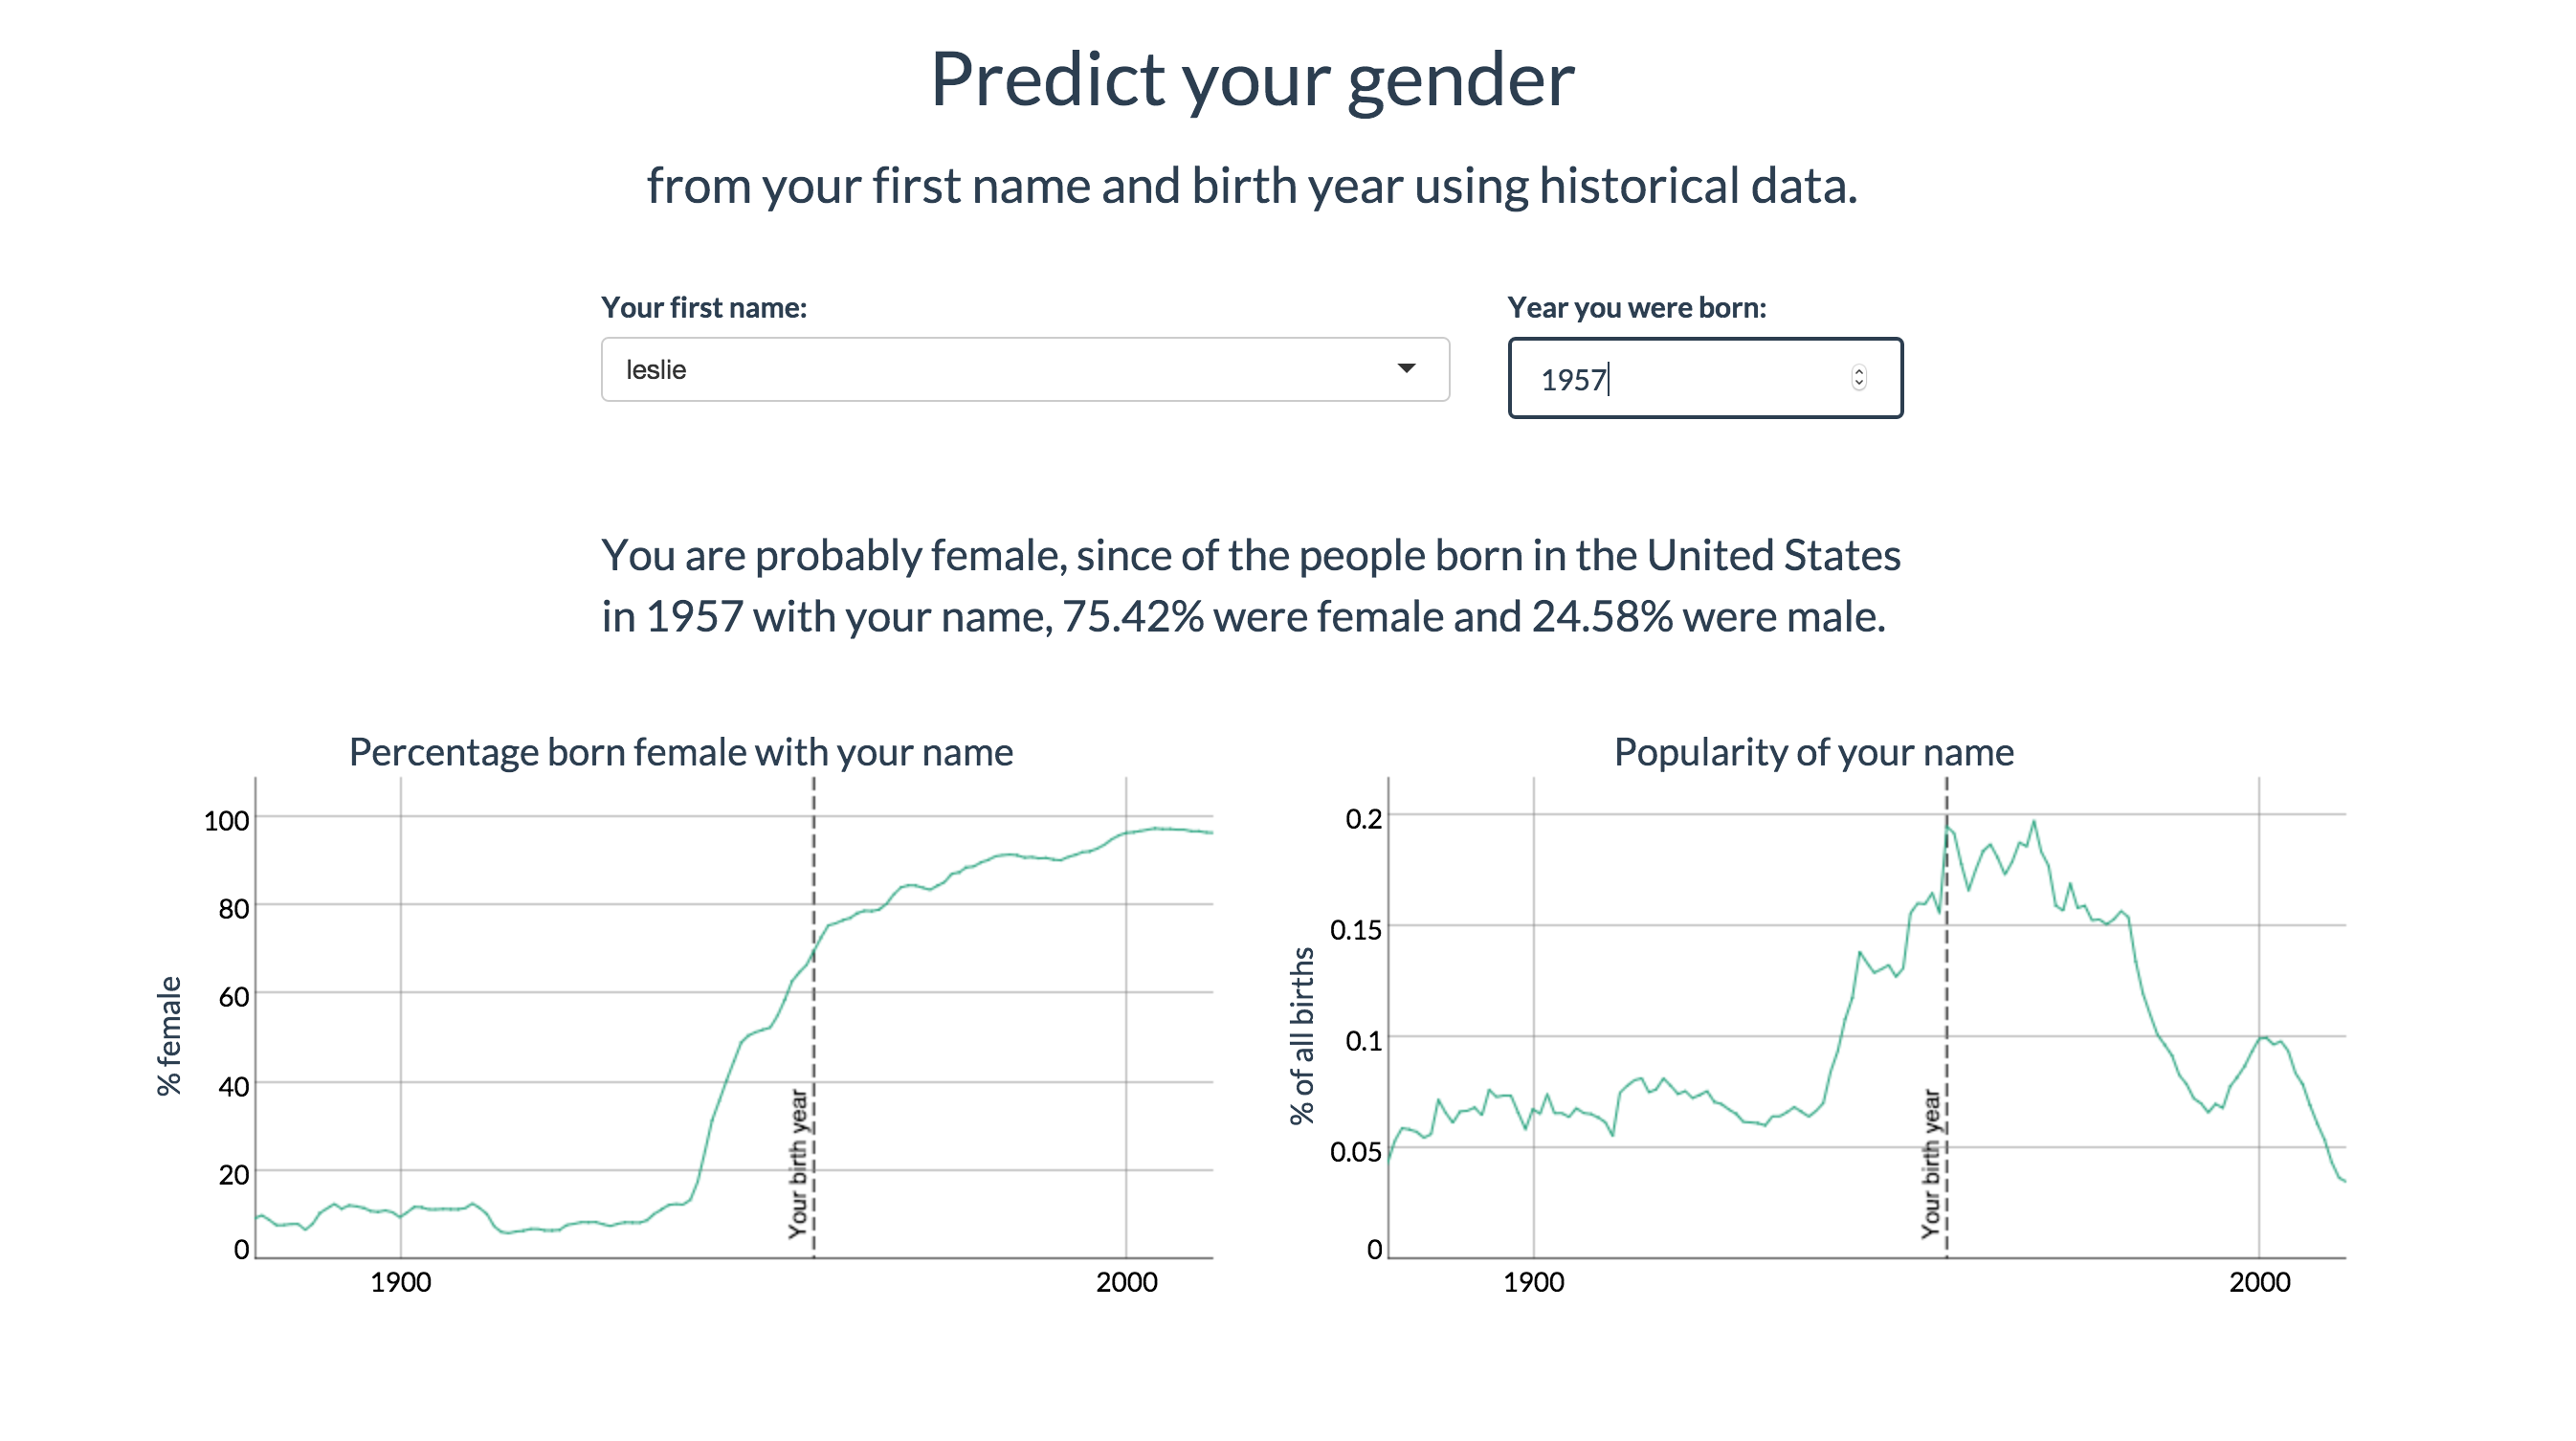 Predict your gender
from your first name and birth year using historical data.
Your first name:
Year you were born:
leslie
1957
You are probably female, since of the people born in the United States
in 1957 with your name, 75.42% were female and 24.58% were male.
Percentage born female with your name
100
80
60
40
20
0
% female
Your birth year
1900
2000
Popularity of your name
0.2
0.15
0.1
0.05
0
% of all births
Your birth year
1900
2000